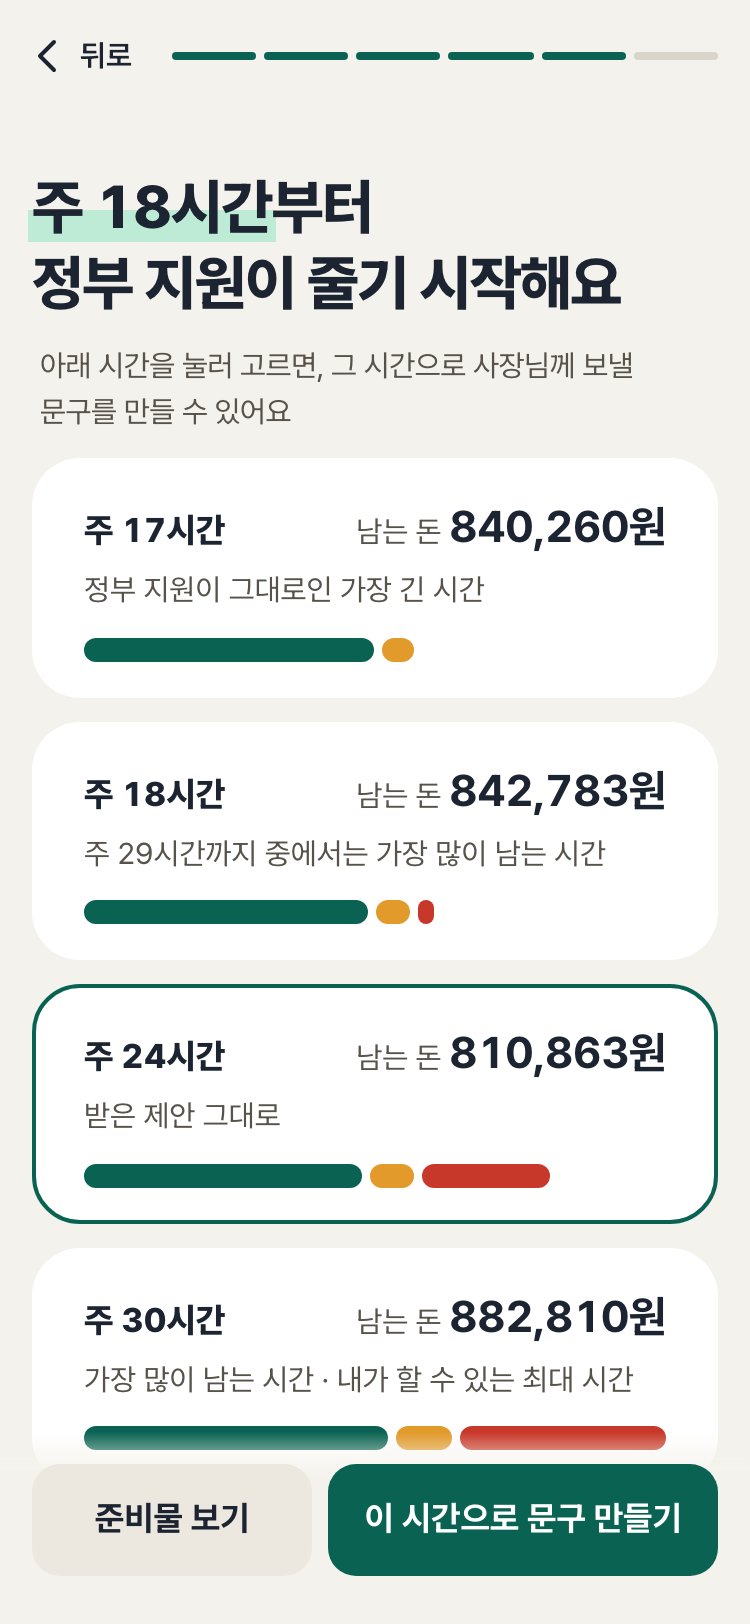 뒤로
주 18시간부터
정부 지원이 줄기 시작해요
아래 시간을 눌러 고르면, 그 시간으로 사장님께 보낼
문구를 만들 수 있어요
주 17시간 남는 돈 840,260원
정부 지원이 그대로인 가장 긴 시간
주 18시간 남는 돈 842,783원
주 29시간까지 중에서는 가장 많이 남는 시간
주 24시간 남는 돈 810,863원
받은 제안 그대로
주 30시간 남는 돈 882,810원
가장 많이 남는 시간 · 내가 할 수 있는 최대 시간
준비물 보기 이 시간으로 문구 만들기